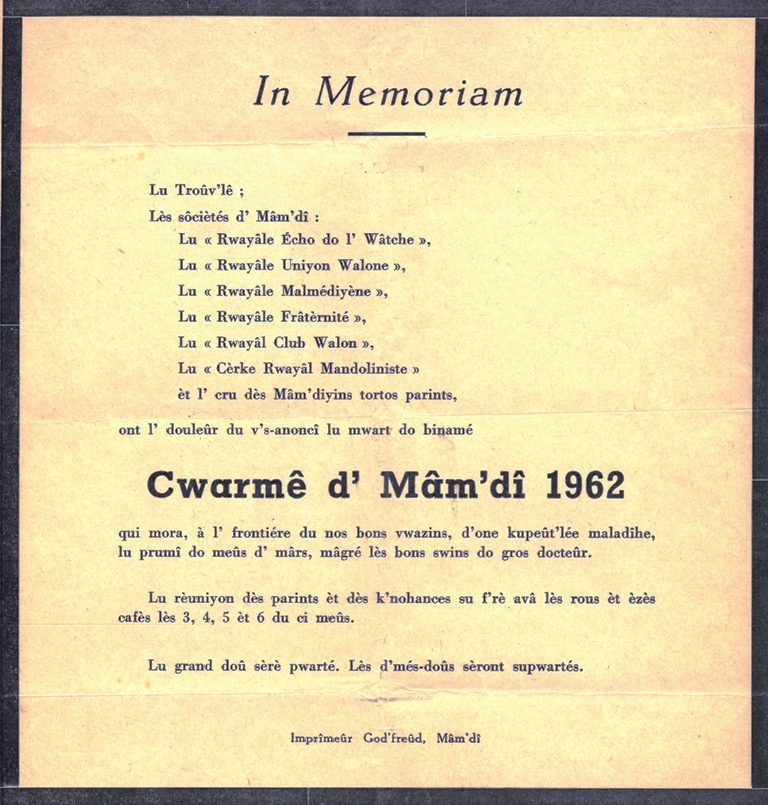 In Memoriam
Lu Troûv'lê ;
Lès sôciètés d' Mâm'dî :
Lu « Rwayâle Écho do l' Wâtche »,
Lu « Rwayâle Uniyon Walone »,
Lu « Rwayâle Malmédiyène »,
Lu « Rwayâle Frâtèrnité »,
Lu « Rwayâl Club Walon »,
Lu « Cèrke Rwayâl Mandoliniste »
èt l' cru dès Mâm'diyins tortos parints,
ont l' douleûr du v's-anoncî lu mwart do binamé
Cwarmê d' Mâm'dî 1962
qui mora, à l' frontiére du nos bons vwazins, d'one kupeût'lée maladîhe,
lu prumî do meûs d' mârs, mâgré lès bons swins do gros docteûr.
Lu rèuniyon dès parints èt dès k'nohances su f'rè avâ lès rous èt èzès
cafès lès 3, 4, 5 èt 6 du ci meûs.
Lu grand doû sèrè pwarté. Lès d'més-doûs sèront supwartés.
Imprîmeûr God'freûd, Mâm'dî